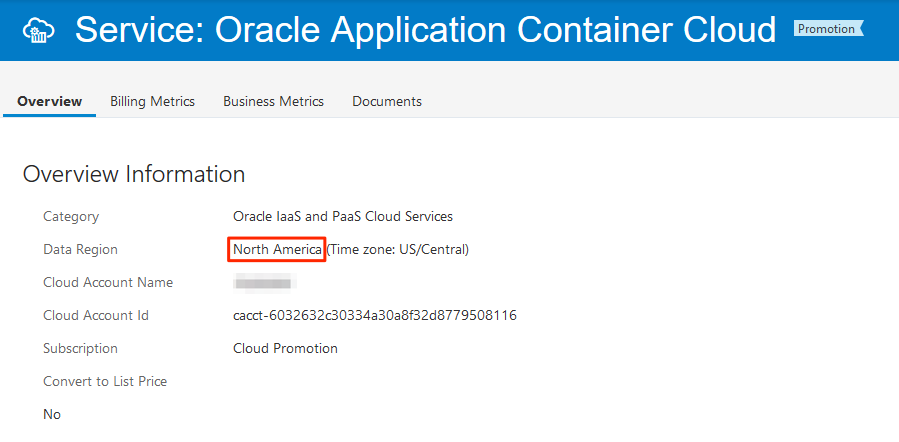 Service: Oracle Application Container Cloud Promotion
Overview Billing Metrics Business Metrics Documents
Overview Information
Category Oracle IaaS and PaaS Cloud Services
Data Region North America (Time zone: US/Central)
Cloud Account Name
Cloud Account Id cacct-6032632c30334a30a8f32d8779508116
Subscription Cloud Promotion
Convert to List Price
No